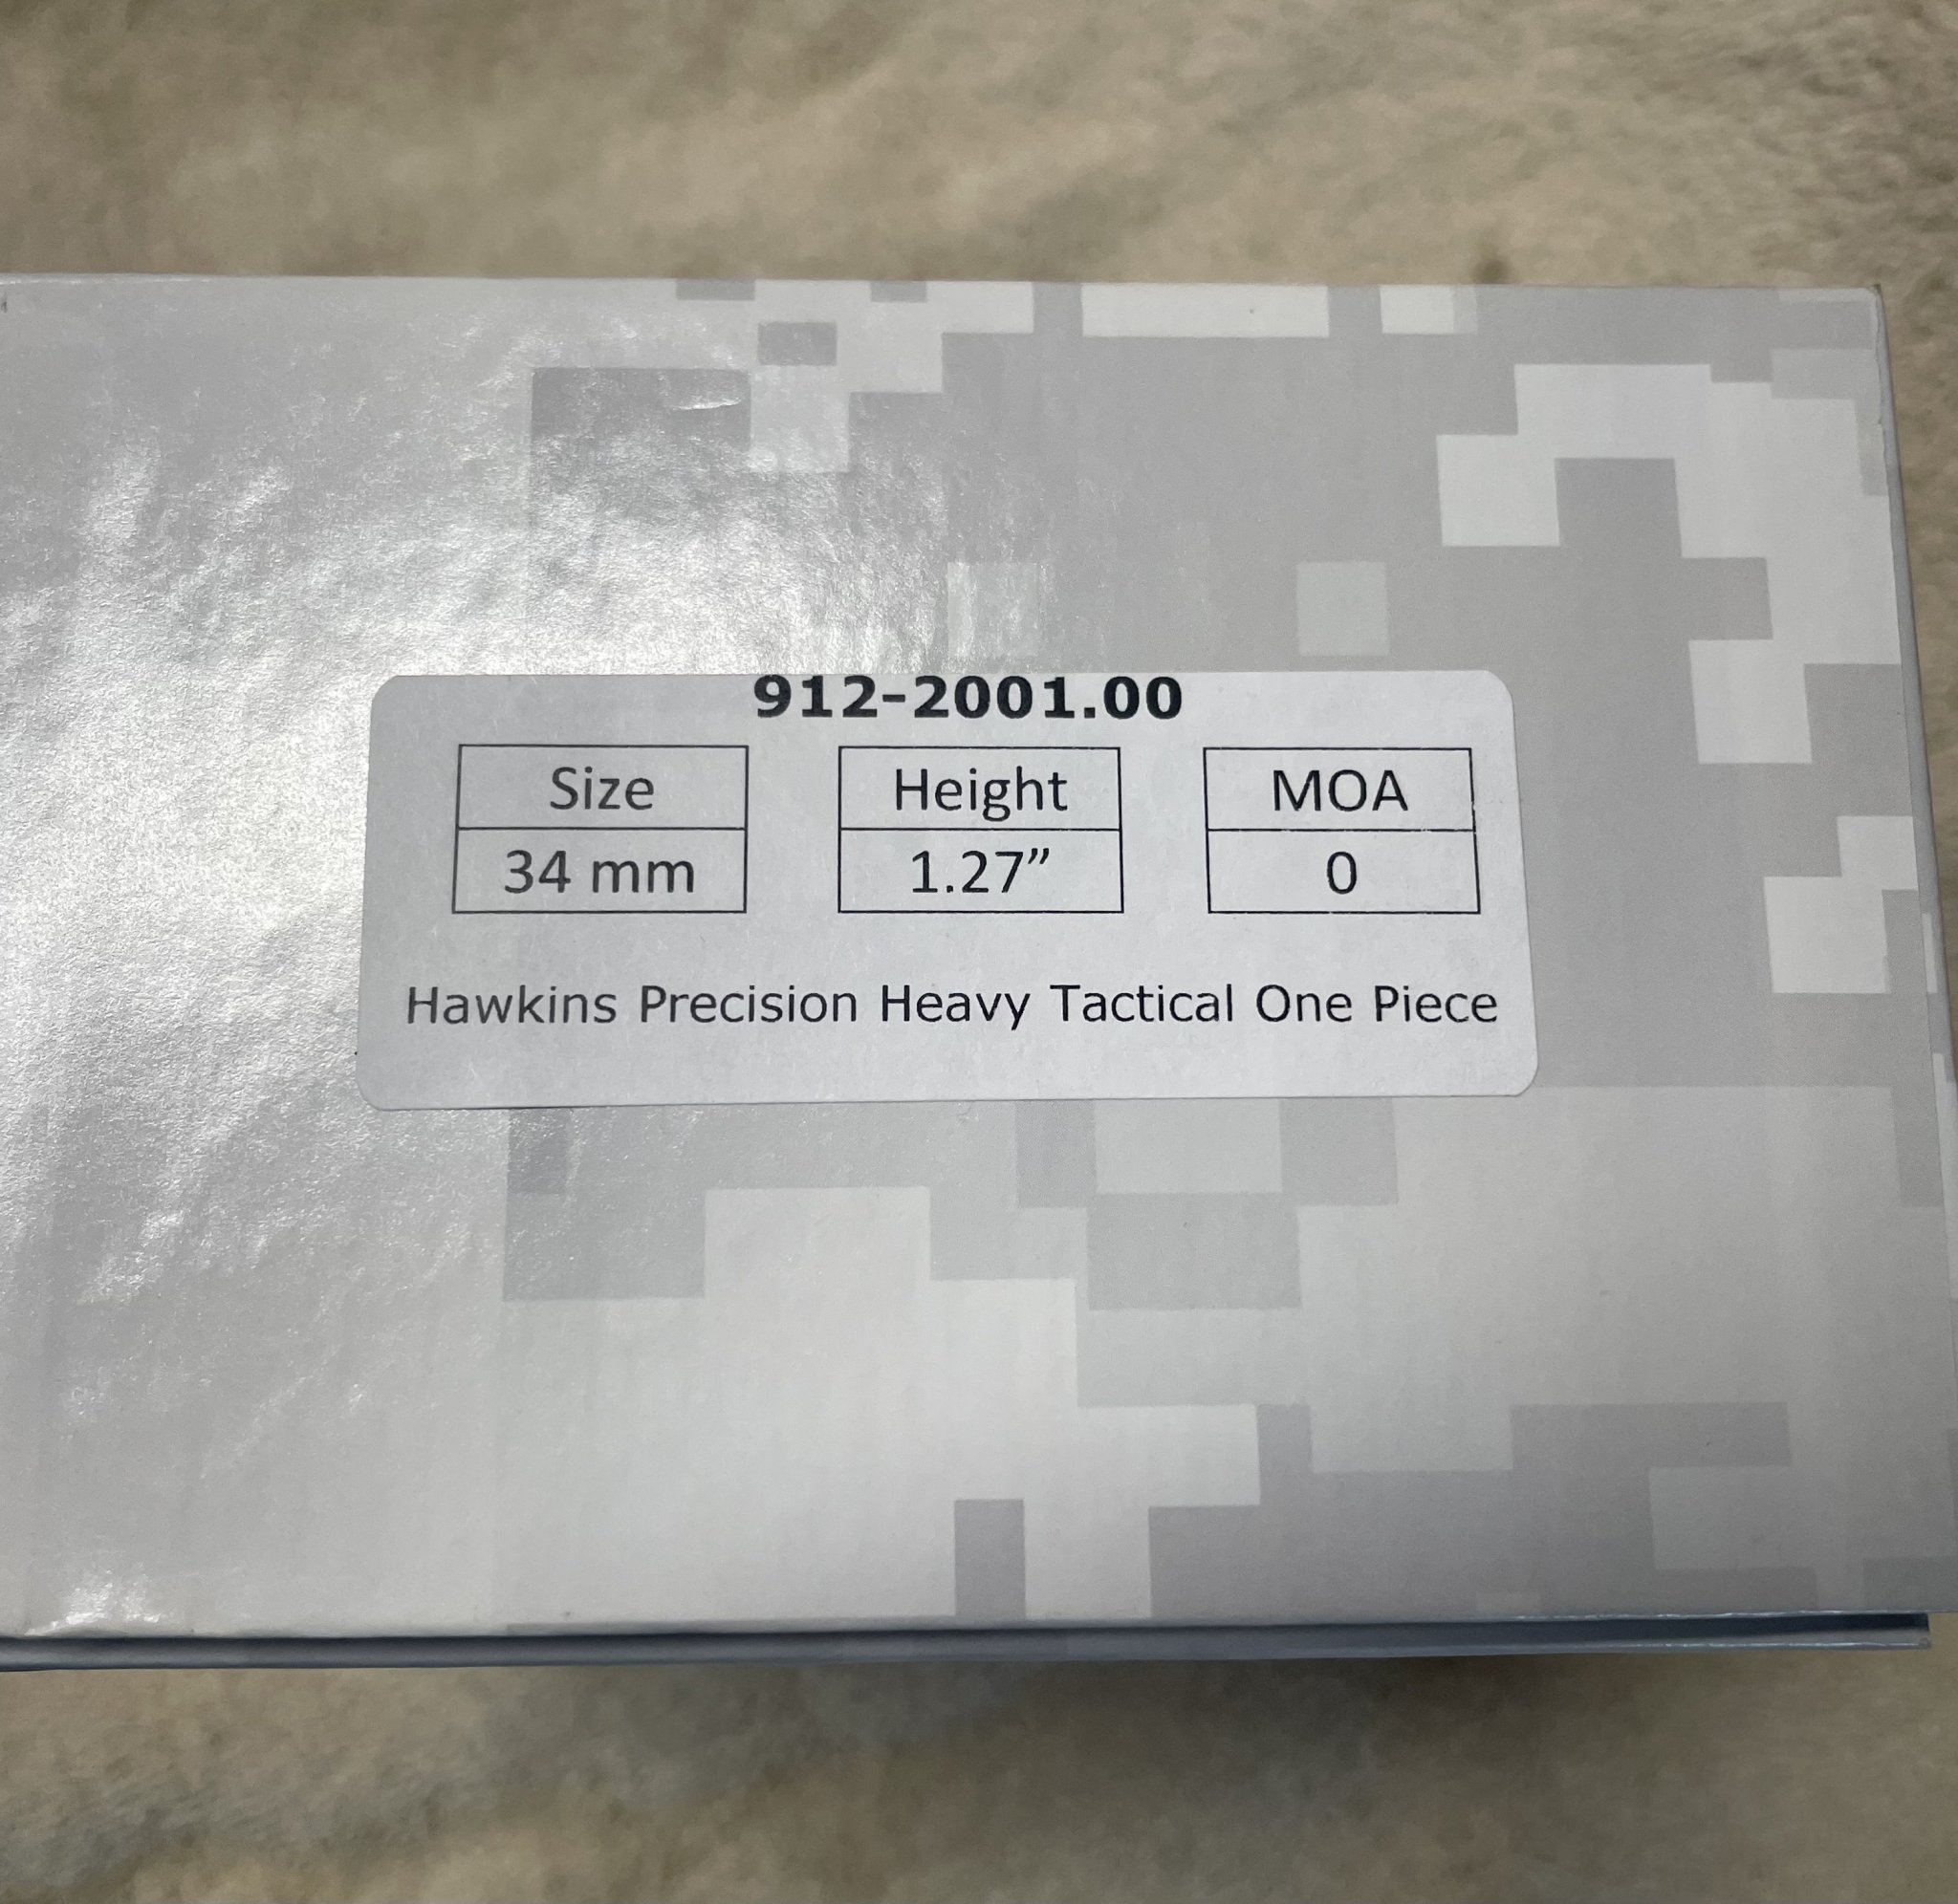 912-2001.00
Size Height MOA
34 mm 1.27” 0
Hawkins Precision Heavy Tactical One Piece